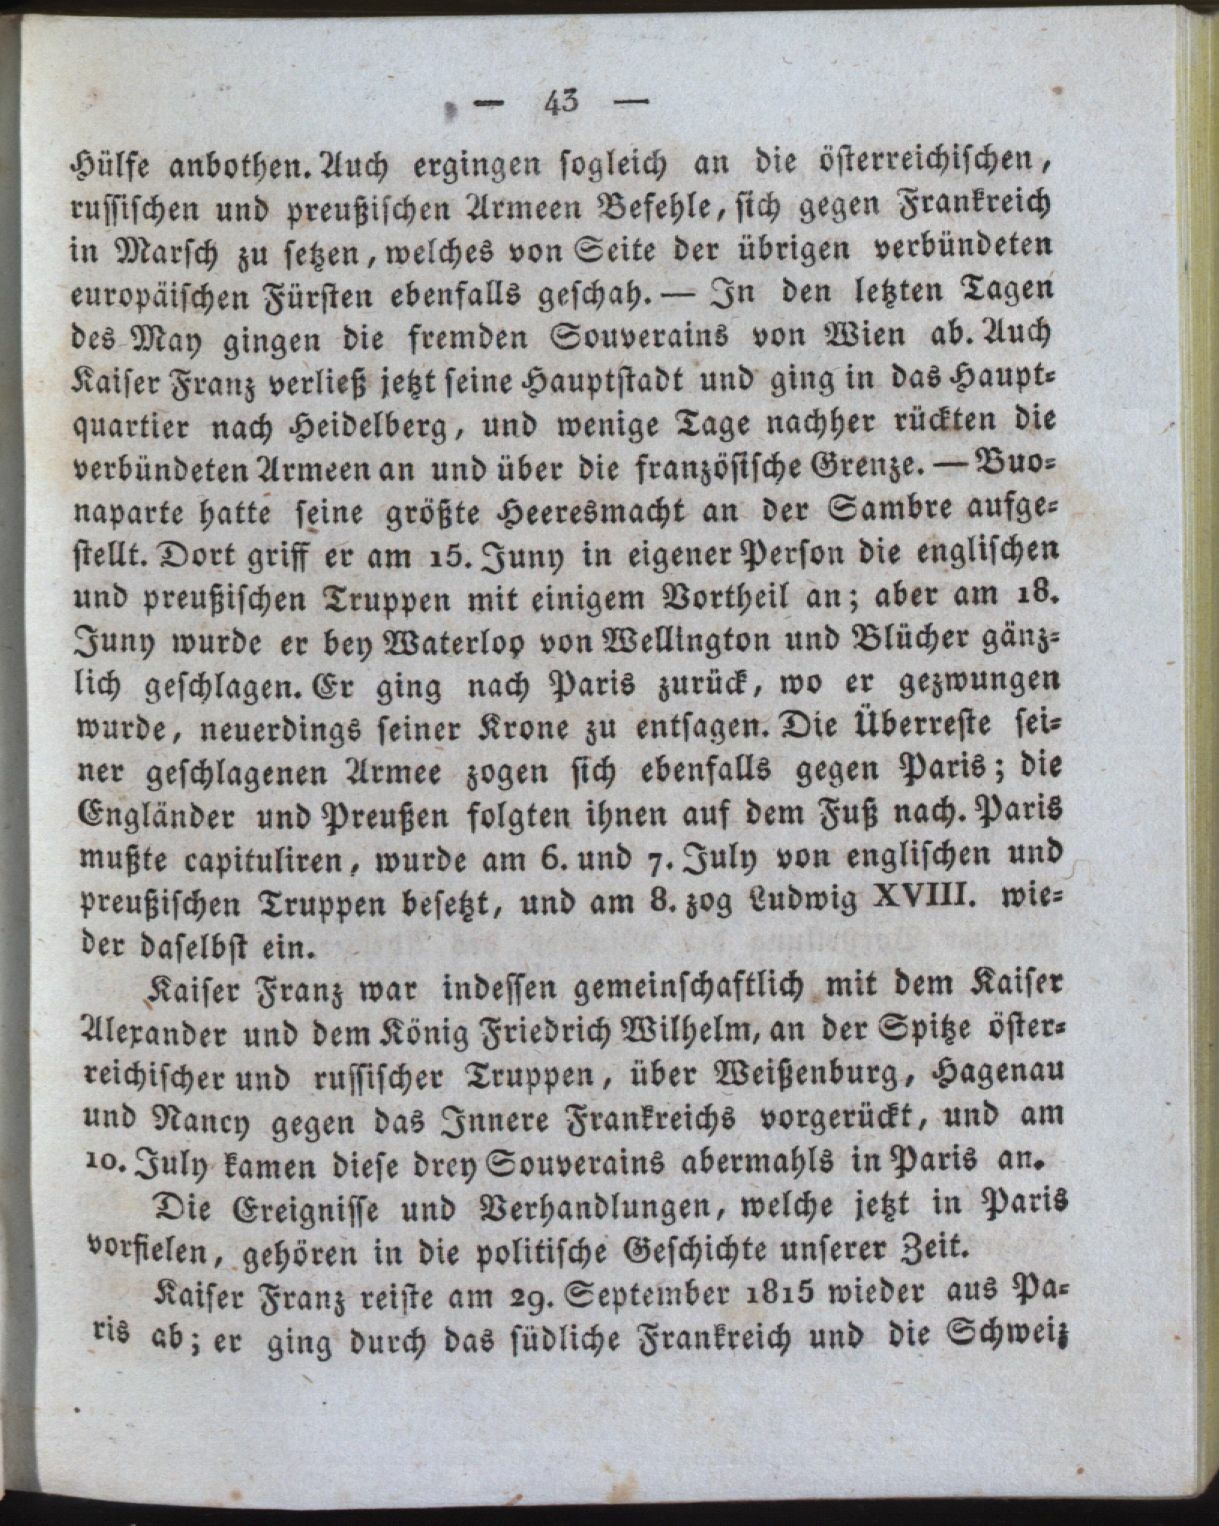 — 43 —
Hülfe anbothen. Auch ergingen sogleich an die österreichischen,
russischen und preußischen Armeen Befehle, sich gegen Frankreich
in Marsch zu setzen, welches von Seite der übrigen verbündeten
europäischen Fürsten ebenfalls geschah. — In den letzten Tagen
des May gingen die fremden Souverains von Wien ab. Auch
Kaiser Franz verließ jetzt seine Hauptstadt und ging in das Haupt-
quartier nach Heidelberg, und wenige Tage nachher rückten die
verbündeten Armeen an und über die französische Grenze. — Buo-
naparte hatte seine größte Heeresmacht an der Sambre aufge-
stellt. Dort griff er am 15. Juny in eigener Person die englischen
und preußischen Truppen mit einigem Vortheil an; aber am 18.
Juny wurde er bey Waterloo von Wellington und Blücher gänz-
lich geschlagen. Er ging nach Paris zurück, wo er gezwungen
wurde, neuerdings seiner Krone zu entsagen. Die Überreste sei-
ner geschlagenen Armee zogen sich ebenfalls gegen Paris; die
Engländer und Preußen folgten ihnen auf dem Fuß nach. Paris
mußte capituliren, wurde am 6. und 7. July von englischen und
preußischen Truppen besetzt, und am 8. zog Ludwig XVIII. wie-
der daselbst ein.
Kaiser Franz war indessen gemeinschaftlich mit dem Kaiser
Alexander und dem König Friedrich Wilhelm, an der Spitze öster-
reichischer und russischer Truppen, über Weißenburg, Hagenau
und Nancy gegen das Innere Frankreichs vorgerückt, und am
10. July kamen diese drey Souverains abermahls in Paris an.
Die Ereignisse und Verhandlungen, welche jetzt in Paris
vorfielen, gehören in die politische Geschichte unserer Zeit.
Kaiser Franz reiste am 29. September 1815 wieder aus Pa-
ris ab; er ging durch das südliche Frankreich und die Schweiz